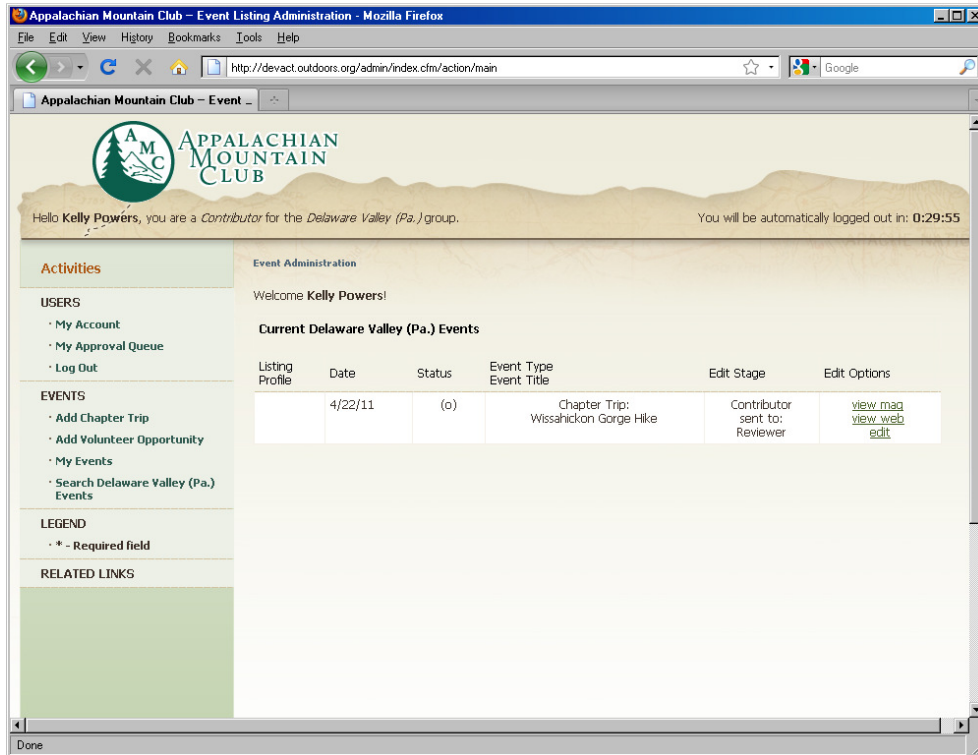 Appalachian Mountain Club – Event Listing Administration - Mozilla Firefox
File Edit View History Bookmarks Tools Help
http://devact.outdoors.org/admin/index.cfm/action/main
Google
Appalachian Mountain Club – Event ...
AMC
APPALACHIAN
MOUNTAIN
CLUB
Hello Kelly Powers, you are a Contributor for the Delaware Valley (Pa.) group.
You will be automatically logged out in: 0:29:55
Activities
USERS
· My Account
· My Approval Queue
· Log Out
EVENTS
· Add Chapter Trip
· Add Volunteer Opportunity
· My Events
· Search Delaware Valley (Pa.)
Events
LEGEND
· * - Required field
RELATED LINKS
Event Administration
Welcome Kelly Powers!
Current Delaware Valley (Pa.) Events
Listing Profile Date Status Event Type Event Title Edit Stage Edit Options
4/22/11 (o) Chapter Trip: Contributor view mag
Wissahickon Gorge Hike sent to: view web
Reviewer edit
Done